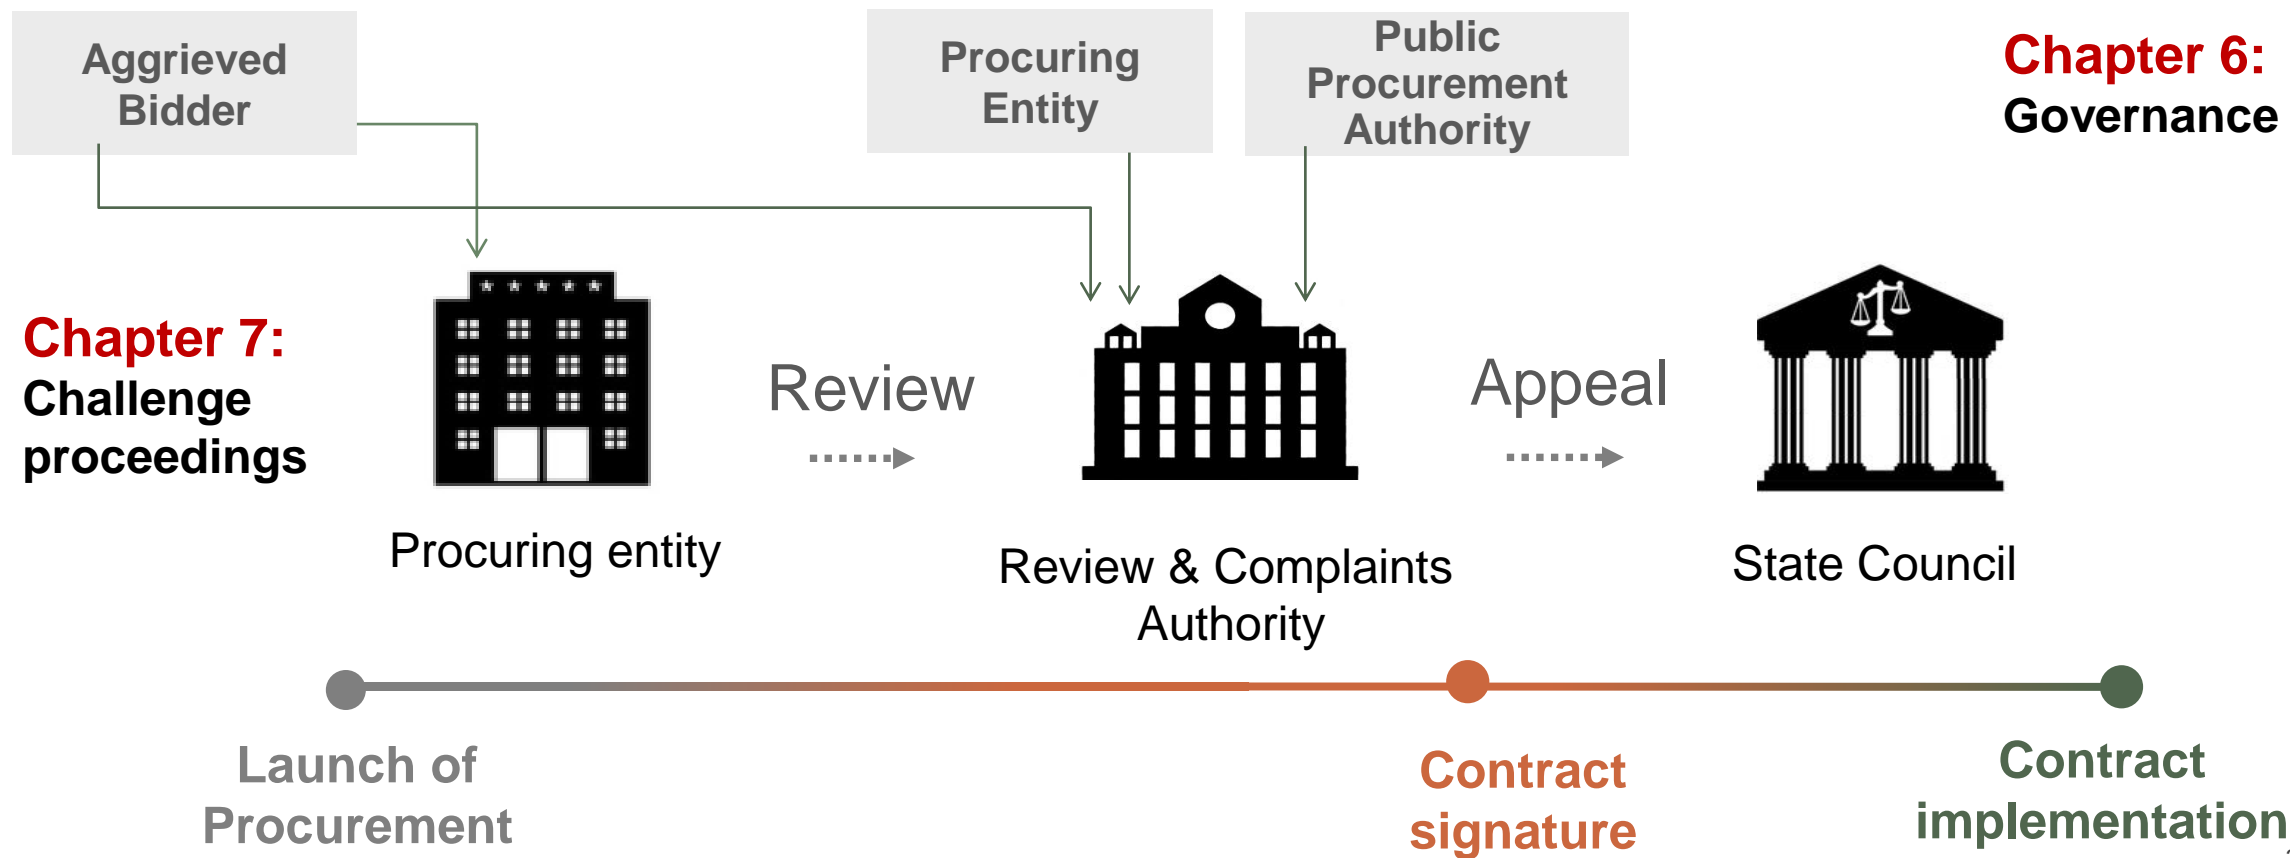 Aggrieved
Bidder
Procuring
Entity
Public
Procurement
Authority
Chapter 6:
Governance
Chapter 7:
Challenge
proceedings
Review
Appeal
Procuring entity
Review & Complaints
Authority
State Council
Launch of
Procurement
Contract
signature
Contract
implementation